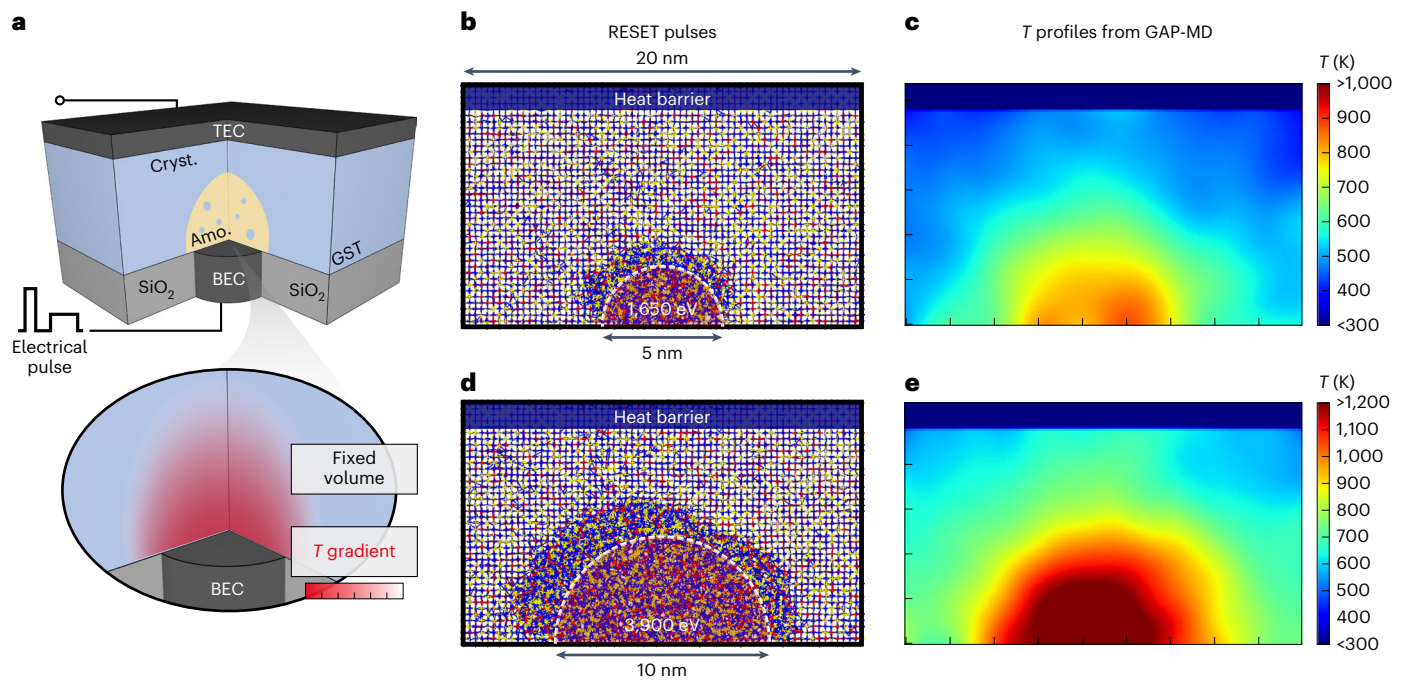 a
TEC
Cryst.
Amo.
GST
SiO2
BEC
SiO2
Electrical
pulse
Fixed
volume
T gradient
BEC
b
RESET pulses
20 nm
Heat barrier
1,650 eV
5 nm
c
T profiles from GAP-MD
T (K)
>1,000
900
800
700
600
500
400
<300
d
Heat barrier
3,900 eV
10 nm
e
T (K)
>1,200
1,100
1,000
900
800
700
600
500
400
<300